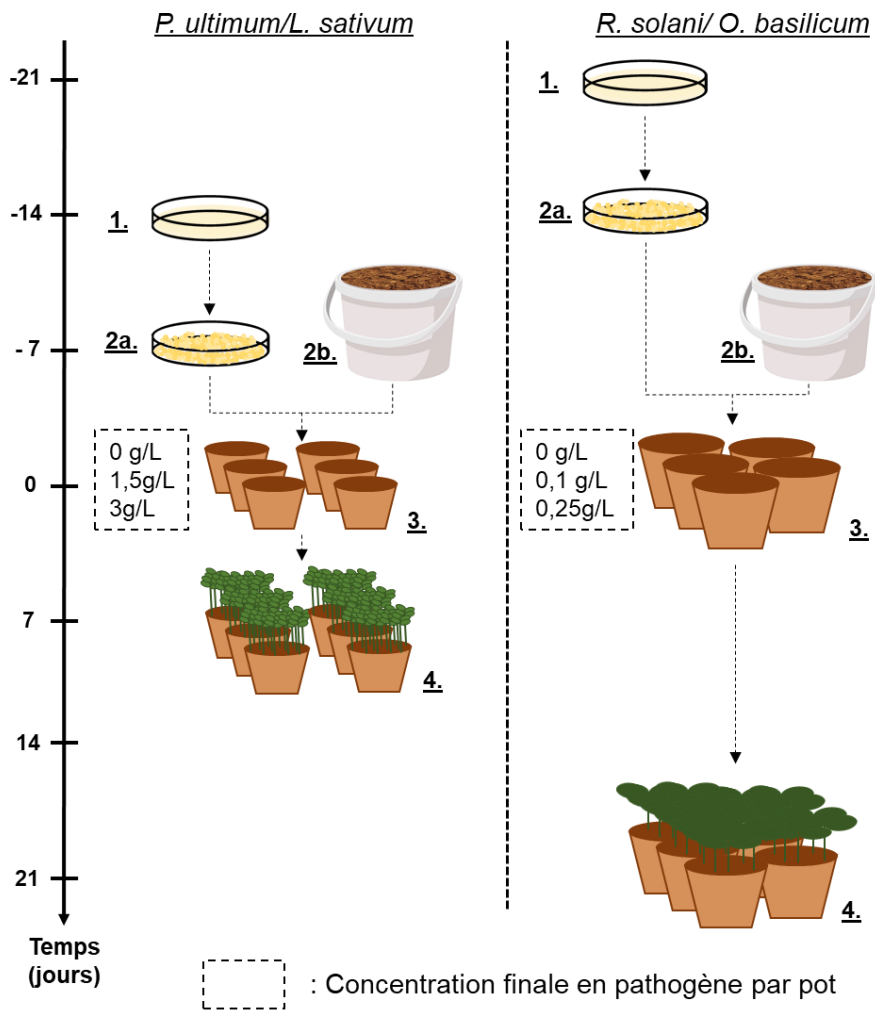 P. ultimum/L. sativum
R. solani/ O. basilicum
-21
1.
-14
1.
2a.
-7
2a.
2b.
2b.
0 g/L
1,5g/L
3g/L
0 g/L
0,1 g/L
0,25g/L
0
3.
3.
7
4.
14
21
4.
Temps
(jours)
: Concentration finale en pathogène par pot